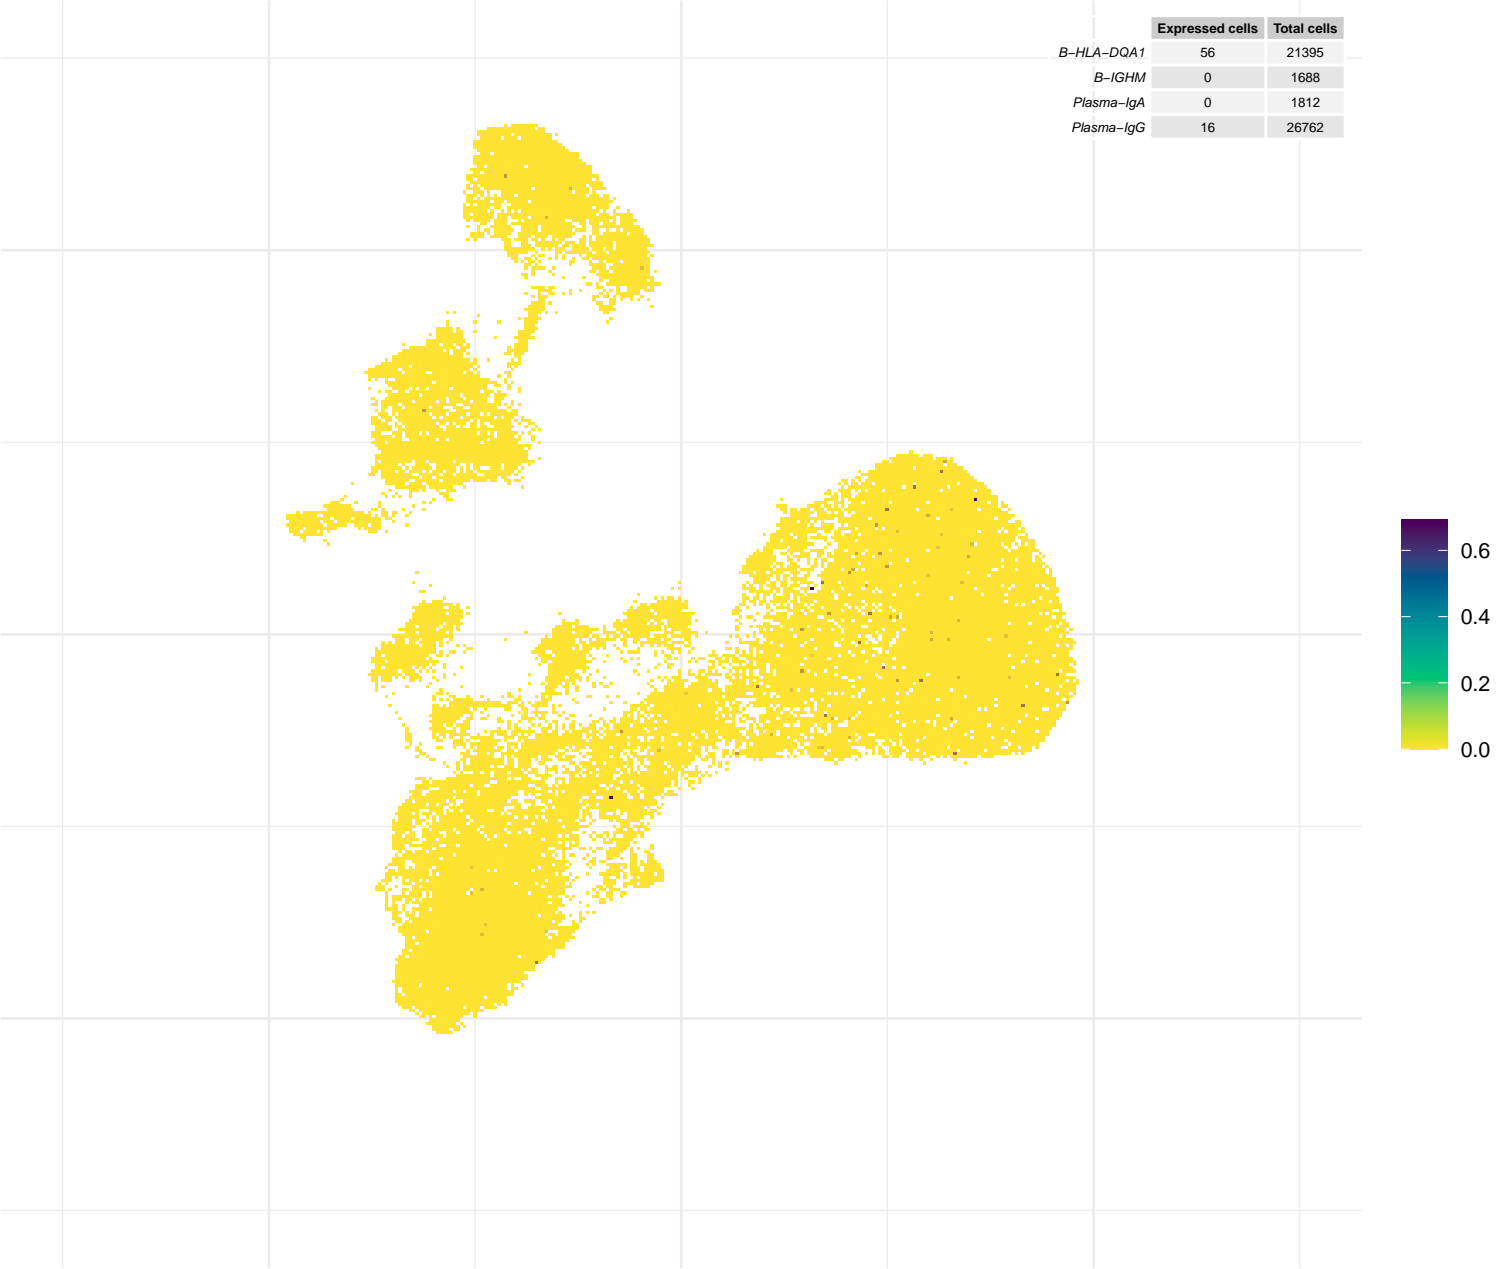 Expressed cells Total cells
B−HLA−DQA1 56 21395
B−IGHM 0 1688
Plasma−IgA 0 1812
Plasma−IgG 16 26762
0.6
0.4
0.2
0.0